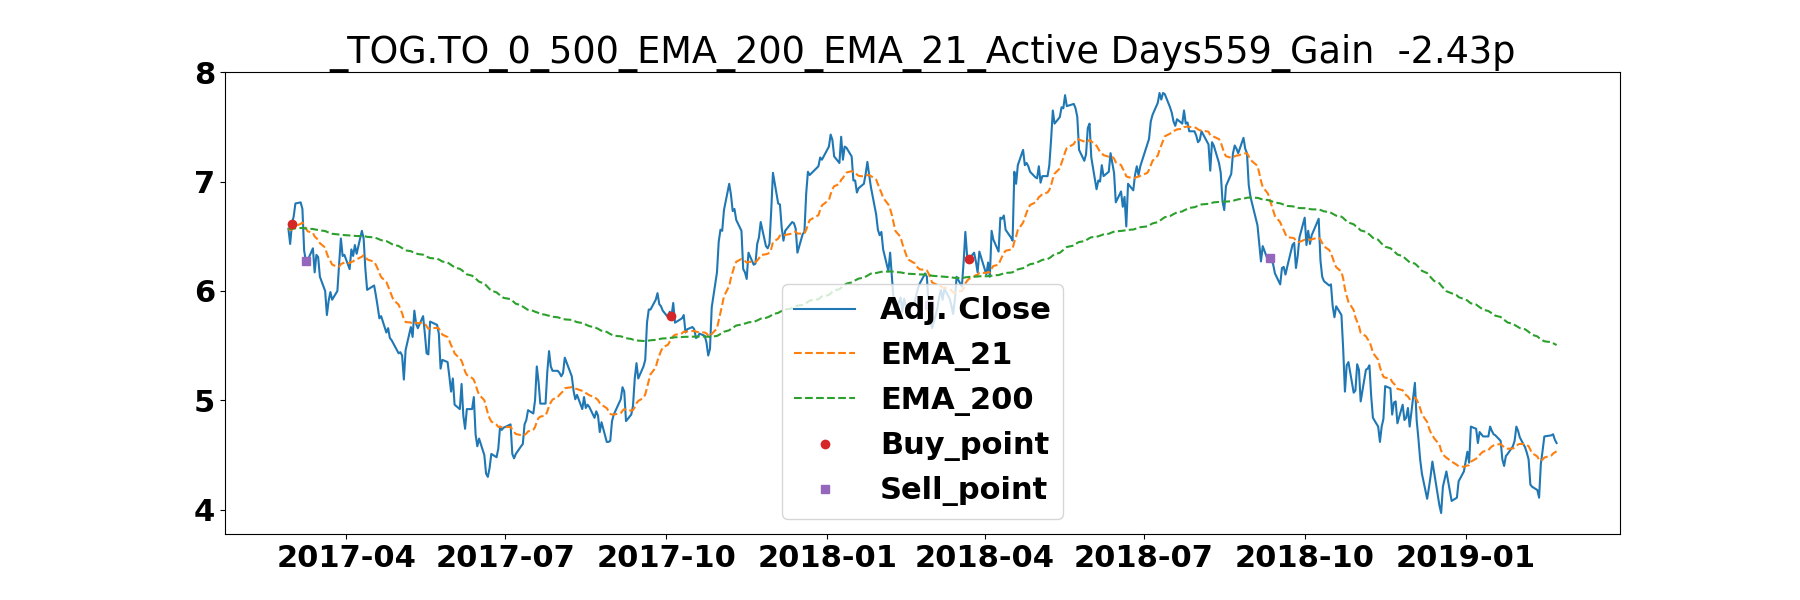 _TOG.TO_0_500_EMA_200_EMA_21_Active Days559_Gain  -2.43p
8
7
6
5
4
Adj. Close
EMA_21
EMA_200
Buy_point
Sell_point
2017-04 2017-07 2017-10 2018-01 2018-04 2018-07 2018-10 2019-01